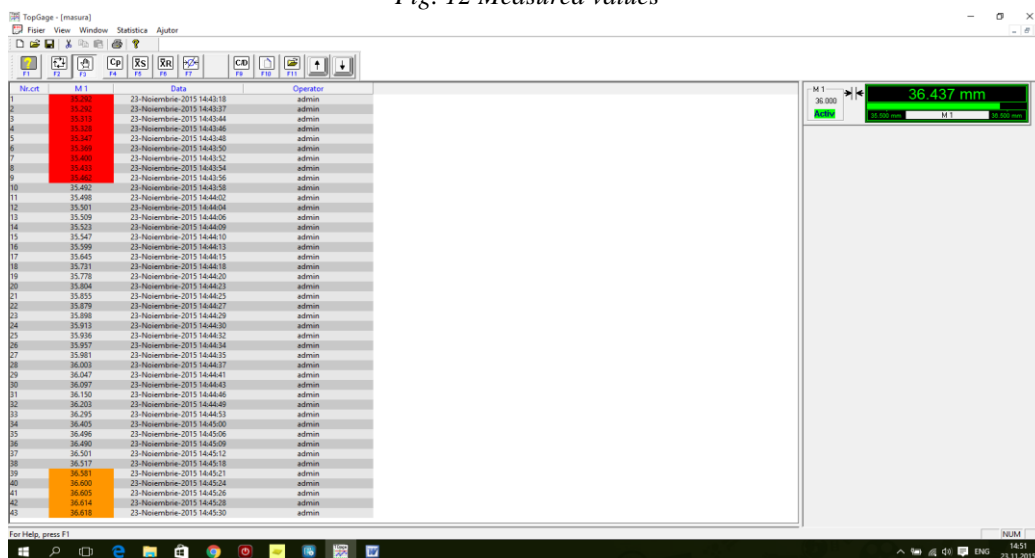 Fig. 12 Measured values
TopGage - [masura]
Fisier View Window Statistica Ajutor
F1 F2 F3 Cp F4 X̅S F5 X̅R F6 F7 C/D F9 F10 F11
Nr.crt M 1 Data Operator
1 35.292 23-Noiembrie-2015 14:43:18 admin
2 35.292 23-Noiembrie-2015 14:43:37 admin
3 35.313 23-Noiembrie-2015 14:43:44 admin
4 35.328 23-Noiembrie-2015 14:43:46 admin
5 35.347 23-Noiembrie-2015 14:43:48 admin
6 35.369 23-Noiembrie-2015 14:43:50 admin
7 35.400 23-Noiembrie-2015 14:43:52 admin
8 35.433 23-Noiembrie-2015 14:43:54 admin
9 35.462 23-Noiembrie-2015 14:43:56 admin
10 35.492 23-Noiembrie-2015 14:43:58 admin
11 35.498 23-Noiembrie-2015 14:44:02 admin
12 35.501 23-Noiembrie-2015 14:44:04 admin
13 35.509 23-Noiembrie-2015 14:44:06 admin
14 35.523 23-Noiembrie-2015 14:44:09 admin
15 35.547 23-Noiembrie-2015 14:44:10 admin
16 35.599 23-Noiembrie-2015 14:44:13 admin
17 35.645 23-Noiembrie-2015 14:44:15 admin
18 35.731 23-Noiembrie-2015 14:44:18 admin
19 35.778 23-Noiembrie-2015 14:44:20 admin
20 35.804 23-Noiembrie-2015 14:44:23 admin
21 35.855 23-Noiembrie-2015 14:44:25 admin
22 35.879 23-Noiembrie-2015 14:44:27 admin
23 35.898 23-Noiembrie-2015 14:44:29 admin
24 35.913 23-Noiembrie-2015 14:44:30 admin
25 35.936 23-Noiembrie-2015 14:44:32 admin
26 35.957 23-Noiembrie-2015 14:44:34 admin
27 35.981 23-Noiembrie-2015 14:44:35 admin
28 36.003 23-Noiembrie-2015 14:44:37 admin
29 36.047 23-Noiembrie-2015 14:44:41 admin
30 36.097 23-Noiembrie-2015 14:44:43 admin
31 36.150 23-Noiembrie-2015 14:44:46 admin
32 36.203 23-Noiembrie-2015 14:44:49 admin
33 36.295 23-Noiembrie-2015 14:44:53 admin
34 36.405 23-Noiembrie-2015 14:45:00 admin
35 36.496 23-Noiembrie-2015 14:45:06 admin
36 36.490 23-Noiembrie-2015 14:45:09 admin
37 36.501 23-Noiembrie-2015 14:45:12 admin
38 36.517 23-Noiembrie-2015 14:45:18 admin
39 36.581 23-Noiembrie-2015 14:45:21 admin
40 36.600 23-Noiembrie-2015 14:45:24 admin
41 36.605 23-Noiembrie-2015 14:45:26 admin
42 36.614 23-Noiembrie-2015 14:45:28 admin
43 36.618 23-Noiembrie-2015 14:45:30 admin
M 1
36.000
Activ
36.437 mm
35.500 mm M 1 36.500 mm
For Help, press F1 NUM
ENG 14:51
23.11.2015